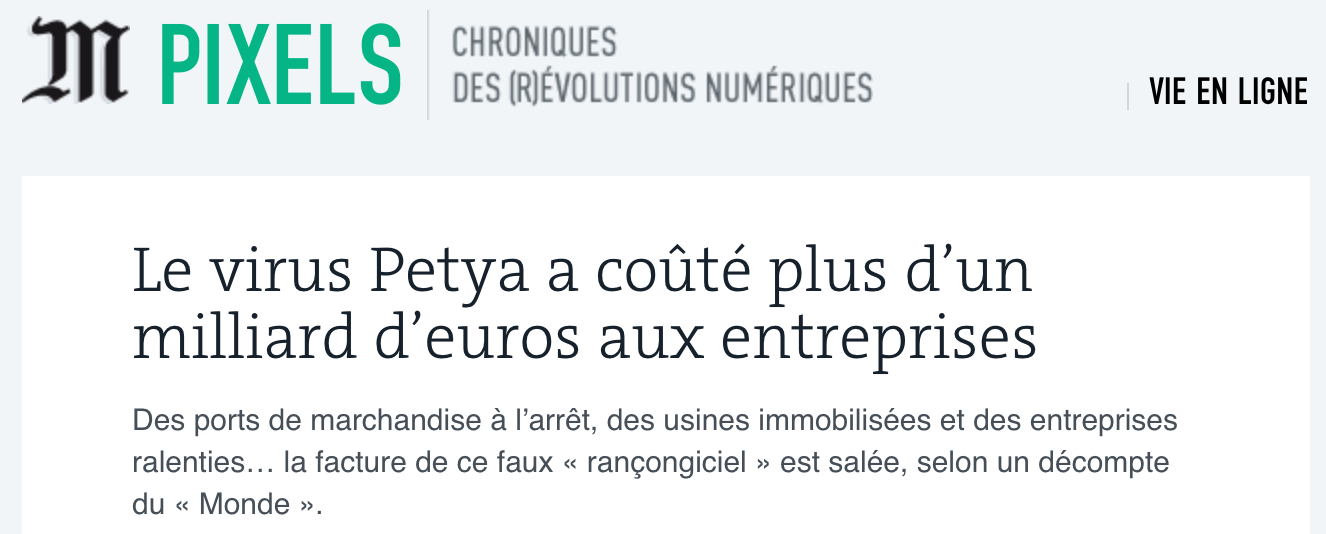 M PIXELS
CHRONIQUES
DES (R)ÉVOLUTIONS NUMÉRIQUES
VIE EN LIGNE
Le virus Petya a coûté plus d’un
milliard d’euros aux entreprises
Des ports de marchandise à l’arrêt, des usines immobilisées et des entreprises
ralenties… la facture de ce faux « rançongiciel » est salée, selon un décompte
du « Monde ».